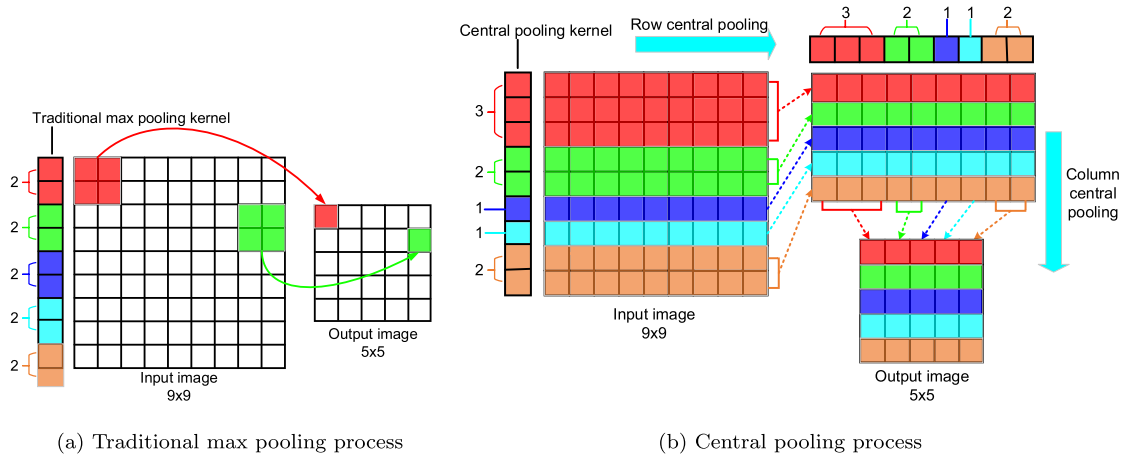 Traditional max pooling kernel
2
2
2
2
2
Input image
9x9
Output image
5x5
(a) Traditional max pooling process
Central pooling kernel
Row central pooling
3
2
1
1
2
3
2
1
1
2
Input image
9x9
Column
central
pooling
Output image
5x5
(b) Central pooling process